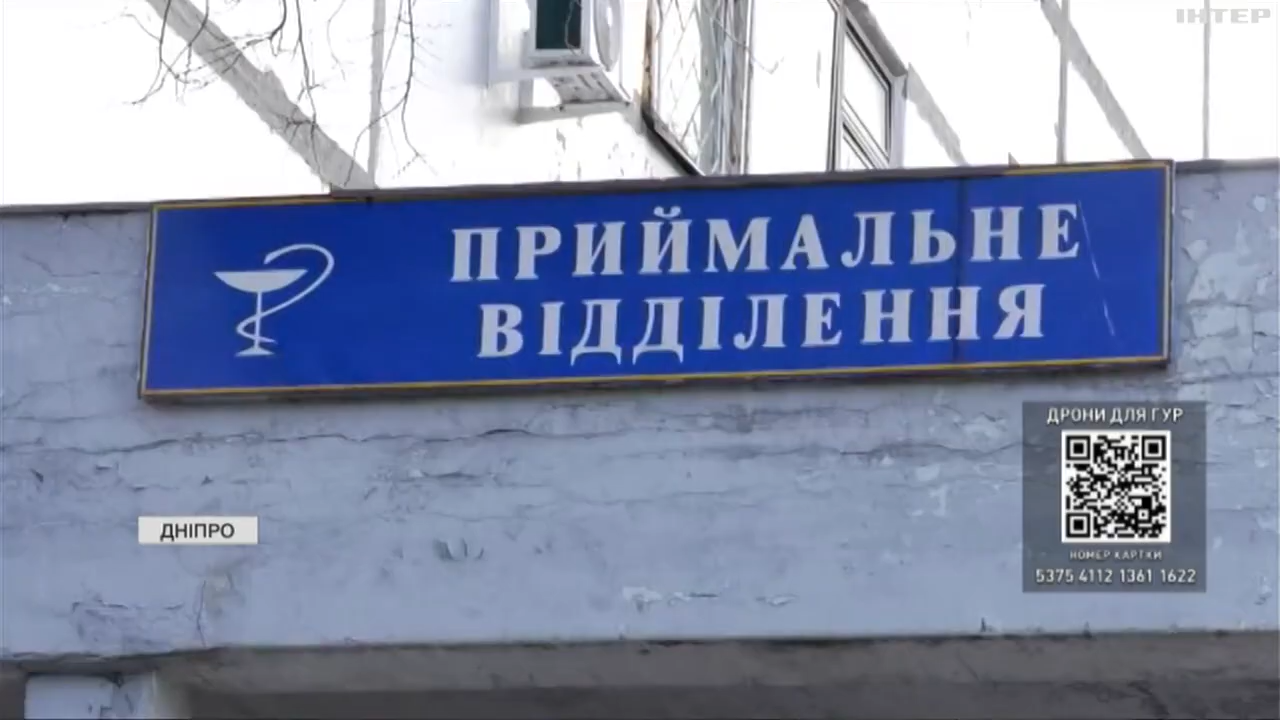 ІНТЕР
ПРИЙМАЛЬНЕ
ВІДДІЛЕННЯ
ДРОНИ ДЛЯ ГУР
ДНІПРО
НОМЕР КАРТКИ
5375 4112 1361 1622